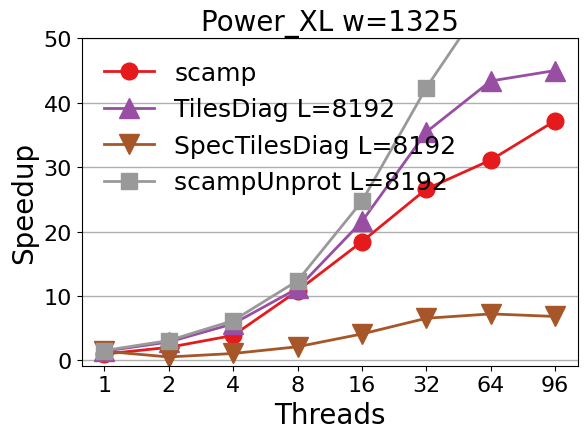 Power_XL w=1325
50
40
30
20
10
0
Speedup
scamp
TilesDiag L=8192
SpecTilesDiag L=8192
scampUnprot L=8192
1 2 4 8 16 32 64 96
Threads